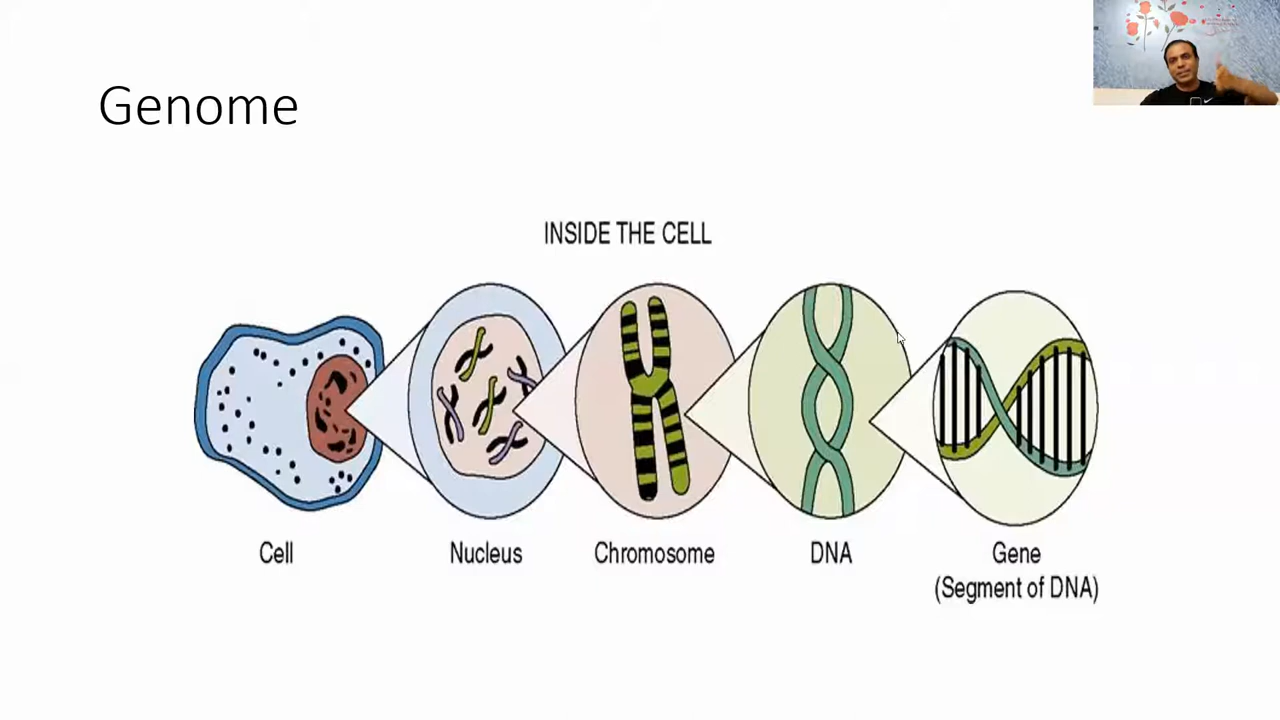 Genome
INSIDE THE CELL
Cell
Nucleus
Chromosome
DNA
Gene
(Segment of DNA)